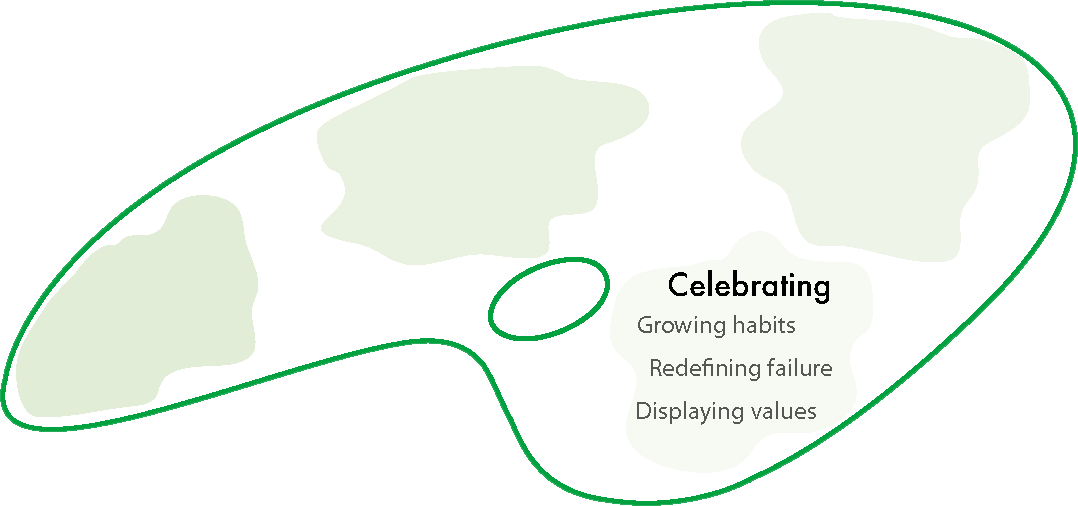 Celebrating
Growing habits
Redefining failure
Displaying values